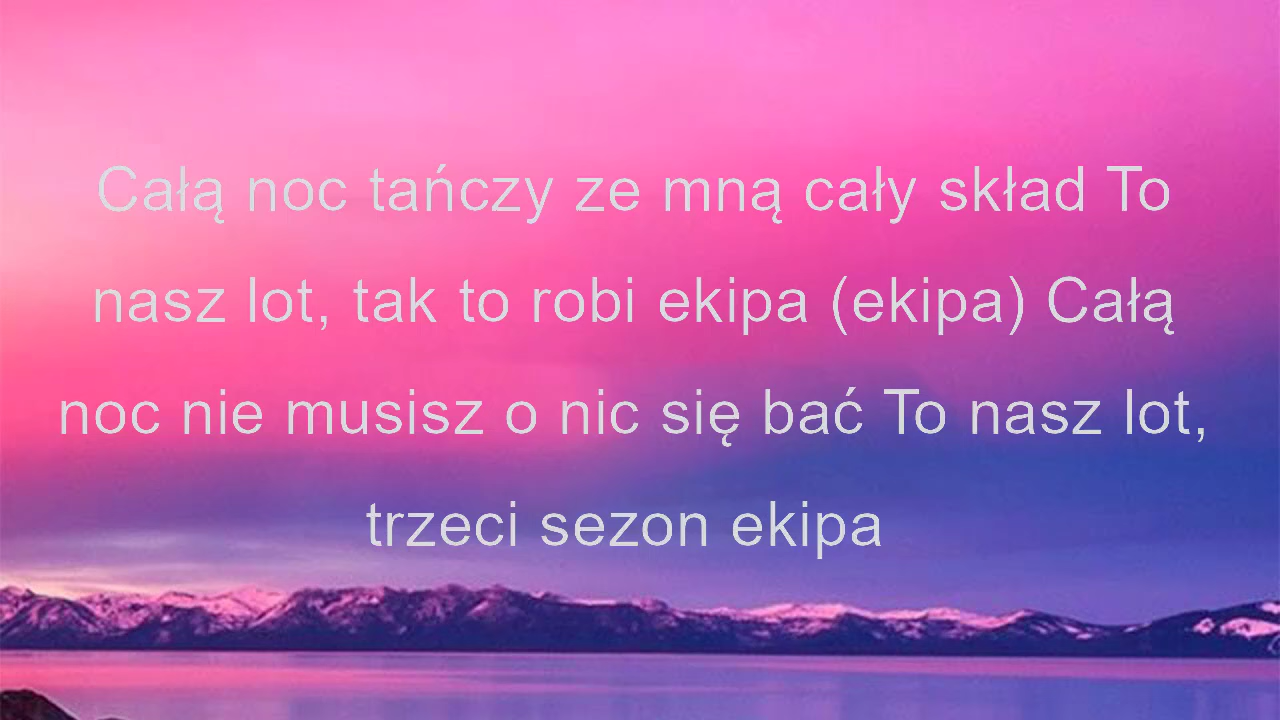 Całą noc tańczy ze mną cały skład To
nasz lot, tak to robi ekipa (ekipa) Całą
noc nie musisz o nic się bać To nasz lot,
trzeci sezon ekipa